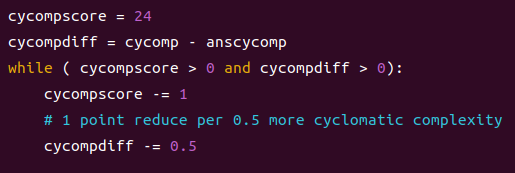 cycompscore = 24
cycompdiff = cycomp - anscycomp
while ( cycompscore > 0 and cycompdiff > 0):
    cycompscore -= 1
    # 1 point reduce per 0.5 more cyclomatic complexity
    cycompdiff -= 0.5